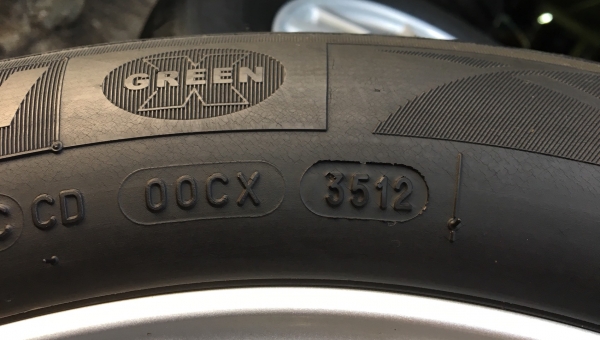 GREEN X
C CD 00CX 3512